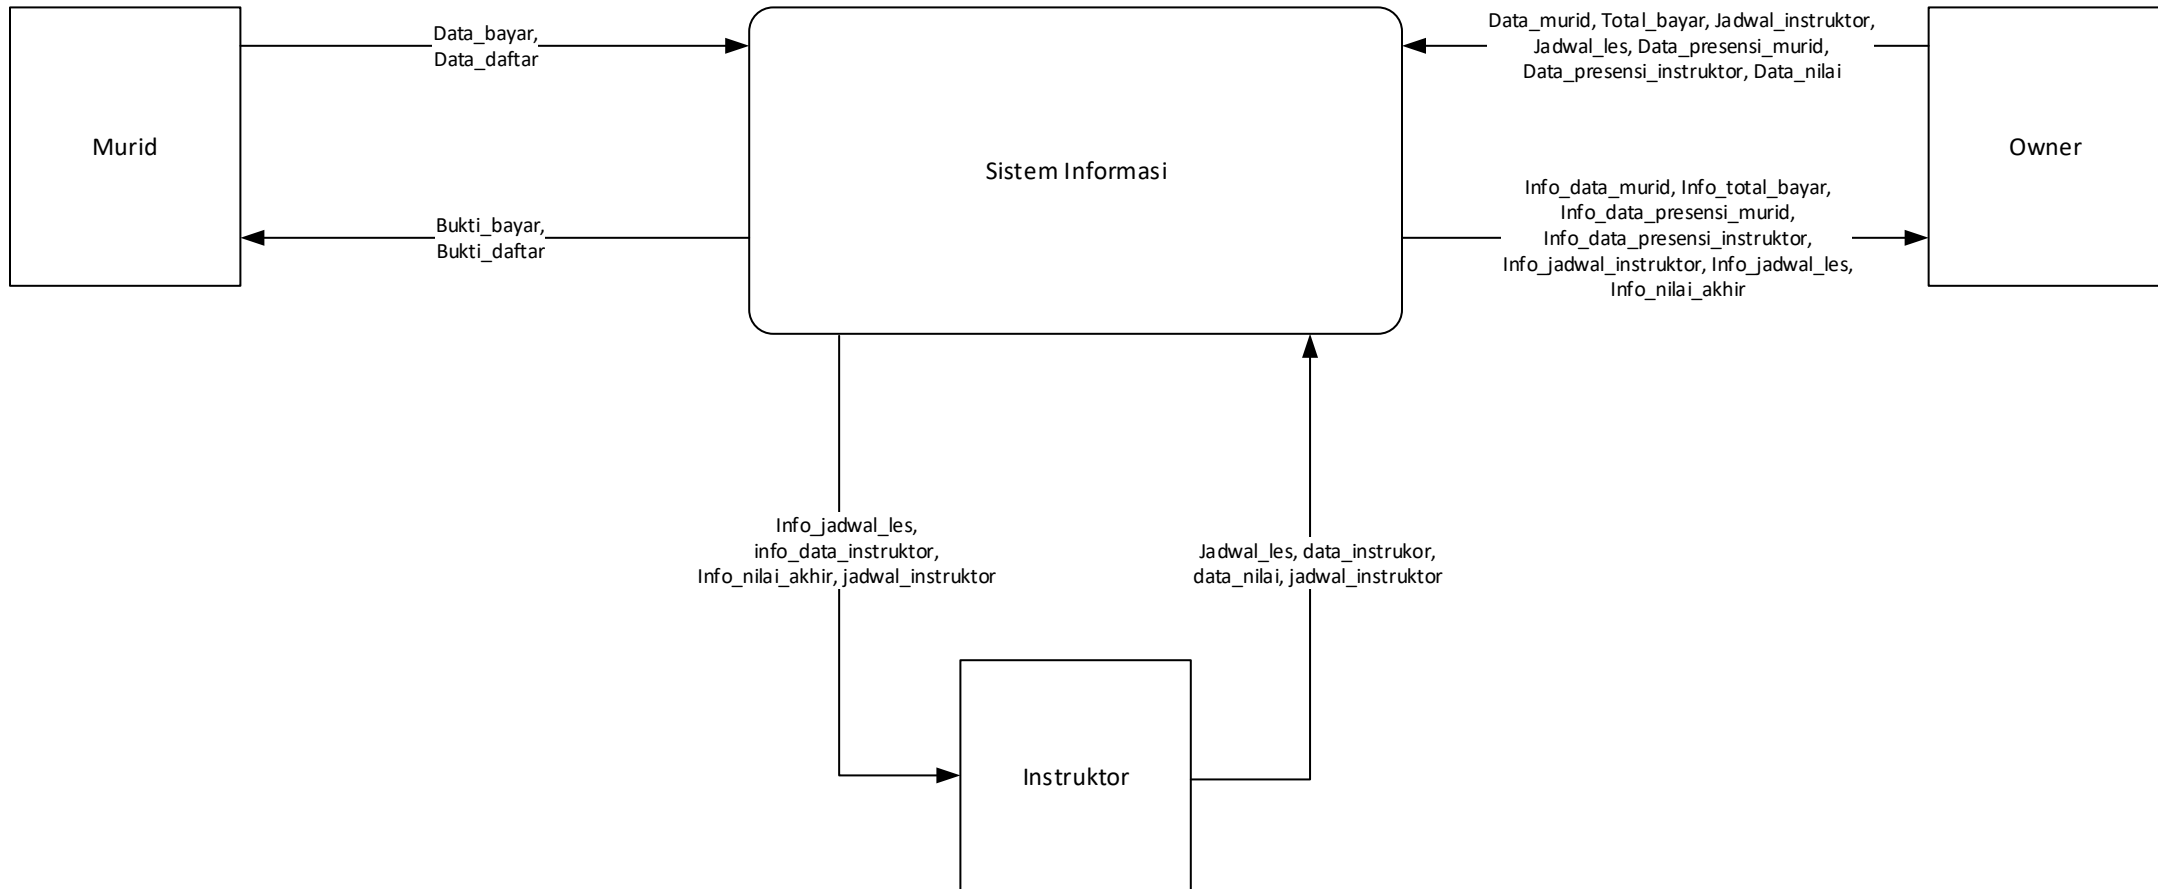 Murid
Data_bayar,
Data_daftar
Bukti_bayar,
Bukti_daftar
Sistem Informasi
Data_murid, Total_bayar, Jadwal_instruktor,
Jadwal_les, Data_presensi_murid,
Data_presensi_instruktor, Data_nilai
Info_data_murid, Info_total_bayar,
Info_data_presensi_murid,
Info_data_presensi_instruktor,
Info_jadwal_instruktor, Info_jadwal_les,
Info_nilai_akhir
Owner
Info_jadwal_les,
info_data_instruktor,
Info_nilai_akhir, jadwal_instruktor
Jadwal_les, data_instrukor,
data_nilai, jadwal_instruktor
Instruktor